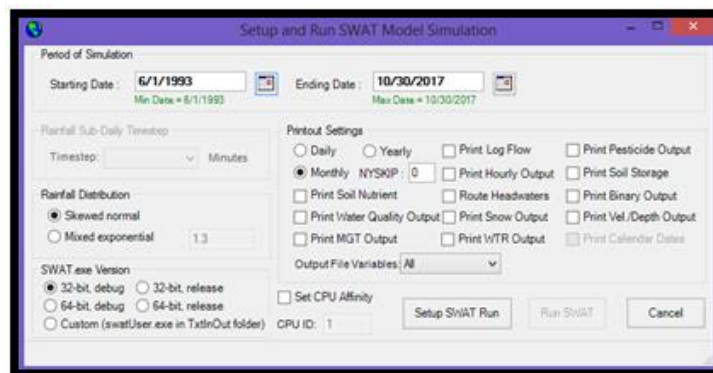 Setup and Run SWAT Model Simulation
Period of Simulation
Starting Date : 6/1/1993 Ending Date : 10/30/2017
Min Date = 6/1/1993 Max Date = 10/30/2017
Rainfall Sub-Daily Timestep
Timestep: Minutes
Rainfall Distribution
Skewed normal
Mixed exponential 1.3
SWAT.exe Version
32-bit, debug 32-bit, release
64-bit, debug 64-bit, release
Custom (swatUser.exe in TxtInOut folder)
Printout Settings
Daily Yearly Print Log Flow Print Pesticide Output
Monthly NYSKIP : 0 Print Hourly Output Print Soil Storage
Print Soil Nutrient Route Headwaters Print Binary Output
Print Water Quality Output Print Snow Output Print Vel./Depth Output
Print MGT Output Print WTR Output Print Calendar Dates
Output File Variables: All
Set CPU Affinity
CPU ID: 1
Setup SWAT Run Run SWAT Cancel